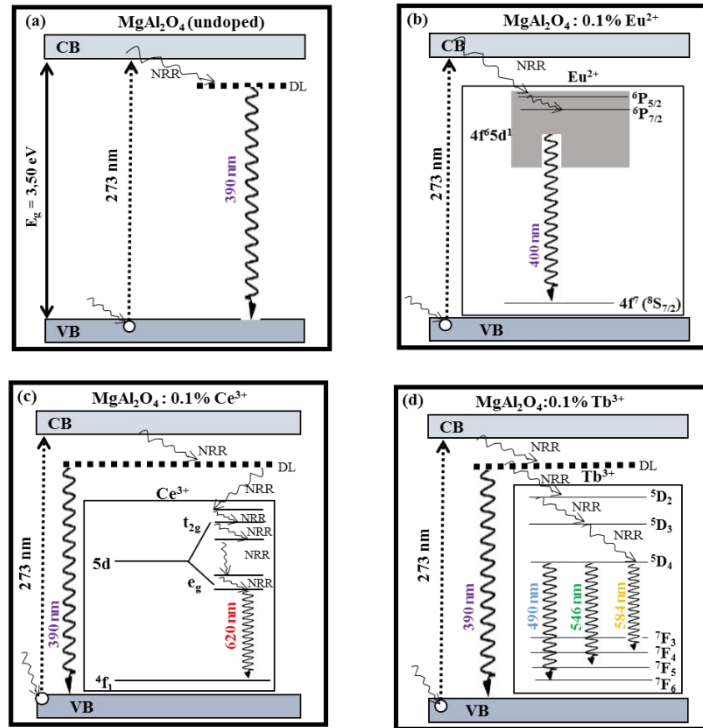 (a)
MgAl₂O₄ (undoped)
CB
NRR
DL
E₉ = 3,50 eV
273 nm
390 nm
VB
(b)
MgAl₂O₄ : 0.1% Eu²⁺
CB
NRR
Eu²⁺
⁶P₅/₂
⁶P₇/₂
4f⁶5d¹
273 nm
400 nm
4f⁷ (⁸S₇/₂)
VB
(c)
MgAl₂O₄ : 0.1% Ce³⁺
CB
NRR
DL
Ce³⁺
NRR
t₂g
NRR
NRR
5d
NRR
e_g
NRR
273 nm
390 nm
620 nm
⁴f₁
VB
(d)
MgAl₂O₄:0.1% Tb³⁺
CB
NRR
DL
Tb³⁺
NRR
⁵D₂
⁵D₃
NRR
⁵D₄
273 nm
390 nm
490 nm
546 nm
584 nm
⁷F₃
⁷F₄
⁷F₅
⁷F₆
VB